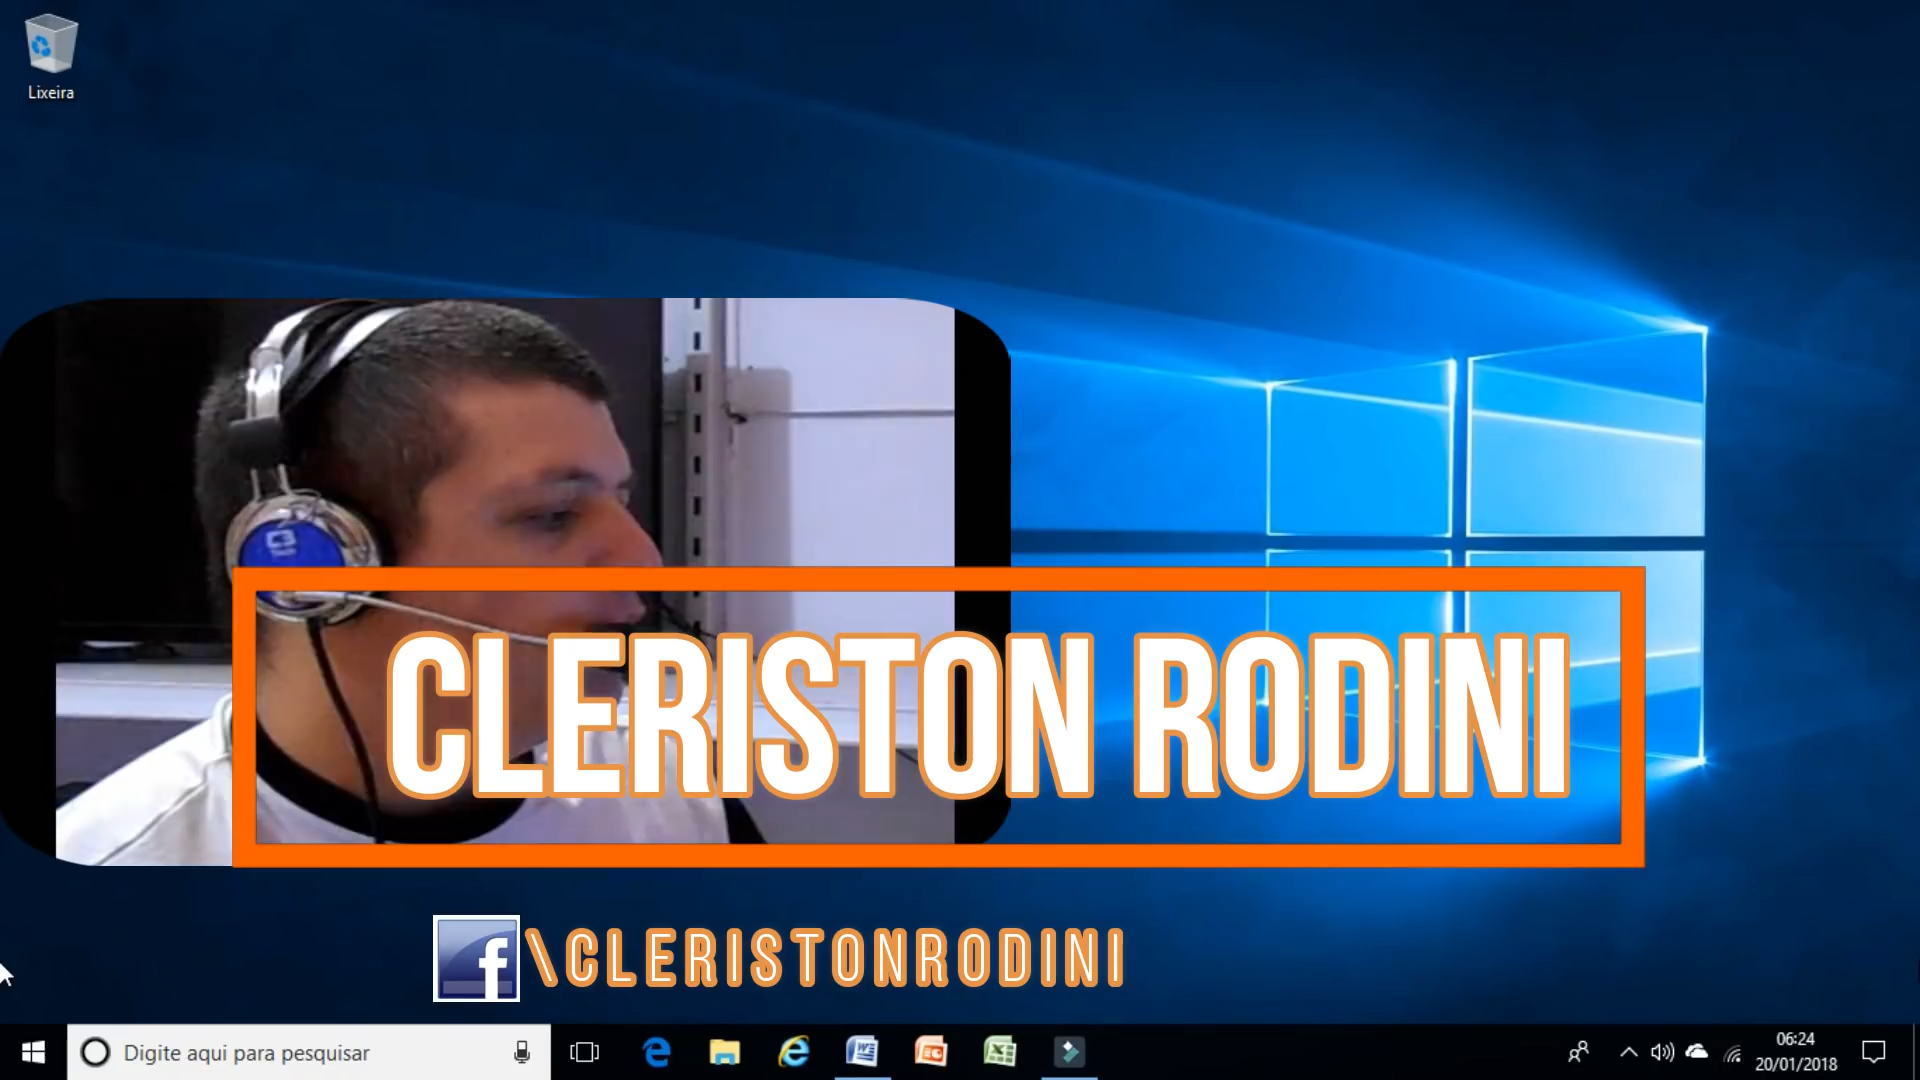 Lixeira
CLERISTON RODINI
f\CLERISTONRODINI
Digite aqui para pesquisar
06:24
20/01/2018